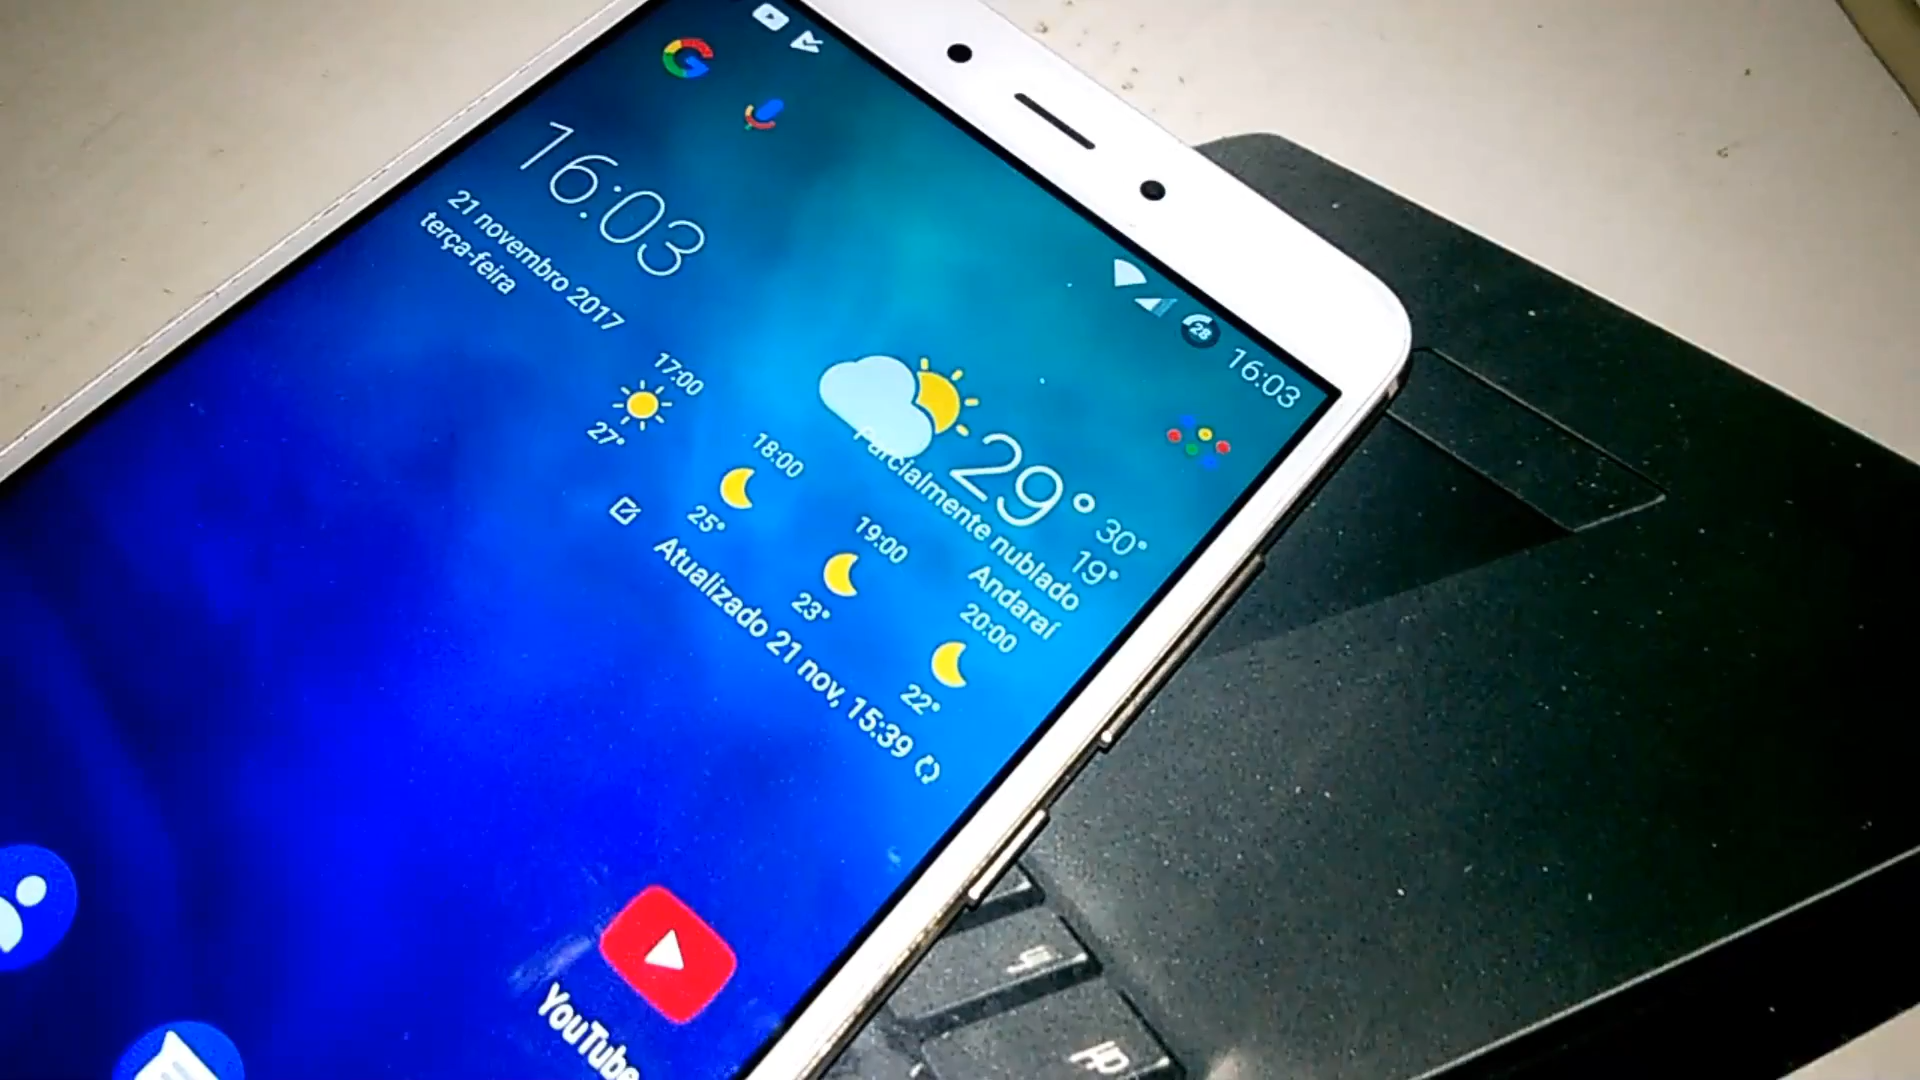 28
16:03
16:03
21 novembro 2017
terça-feira
29°
30°
19°
Parcialmente nublado
Andaraí
17:00
27°
18:00
25°
19:00
23°
20:00
22°
Atualizado 21 nov, 15:39
YouTube